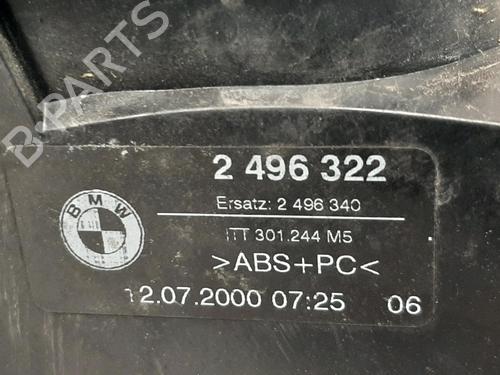 B-PARTS
BMW
2 496 322
Ersatz: 2 496 340
ITT 301.244 M5
>ABS+PC<
12.07.2000 07:25 06